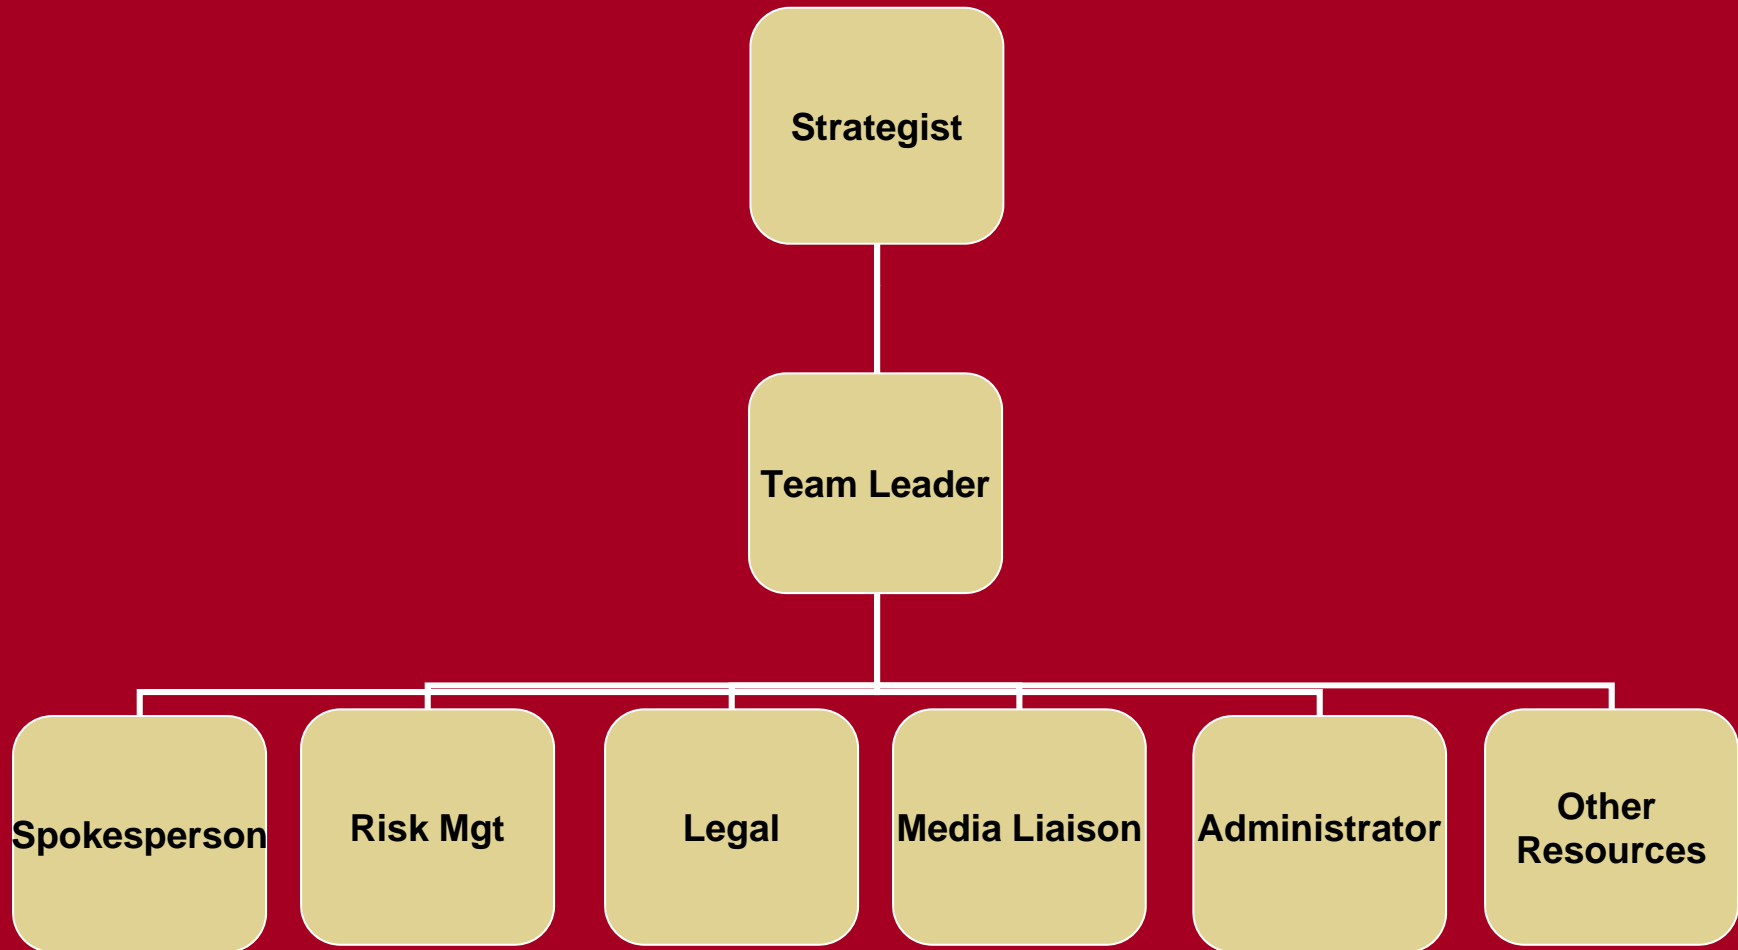 Strategist
Team Leader
Spokesperson
Risk Mgt
Legal
Media Liaison
Administrator
Other
Resources